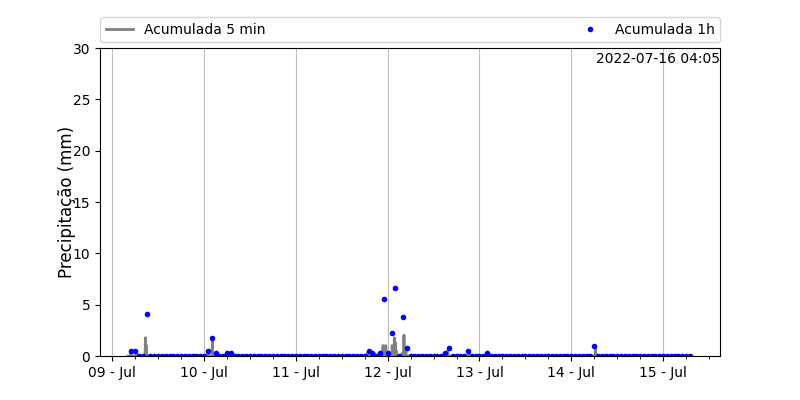 Acumulada 5 min
Acumulada 1h
2022-07-16 04:05
Precipitação (mm)
30
25
20
15
10
5
0
09 - Jul
10 - Jul
11 - Jul
12 - Jul
13 - Jul
14 - Jul
15 - Jul